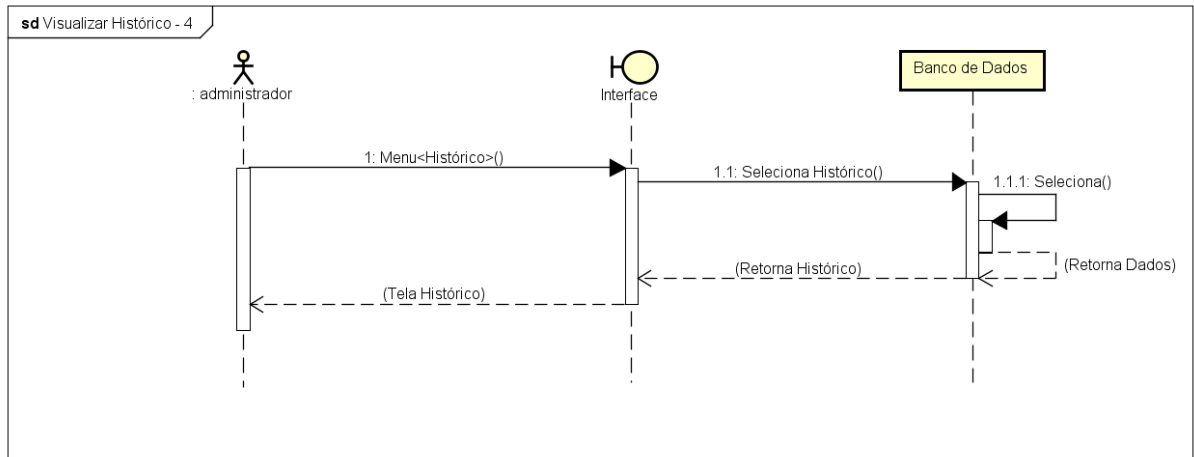 sd Visualizar Histórico - 4
: administrador
Interface
Banco de Dados
1: Menu<Histórico>()
1.1: Seleciona Histórico()
1.1.1: Seleciona()
(Retorna Dados)
(Retorna Histórico)
(Tela Histórico)